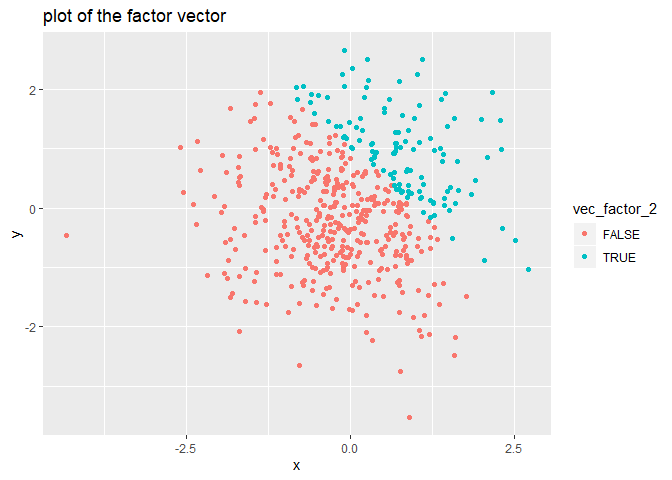 plot of the factor vector
2
0
-2
y
-2.5
0.0
2.5
x
vec_factor_2
FALSE
TRUE